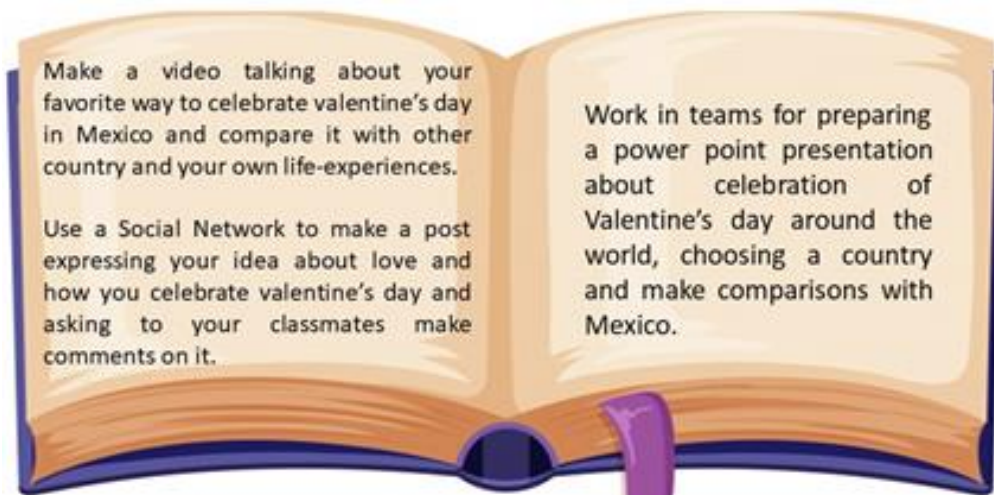 Make a video talking about your
favorite way to celebrate valentine's day
in Mexico and compare it with other
country and your own life-experiences.
Use a Social Network to make a post
expressing your idea about love and
how you celebrate valentine's day and
asking to your classmates make
comments on it.
Work in teams for preparing
a power point presentation
about celebration of
Valentine's day around the
world, choosing a country
and make comparisons with
Mexico.